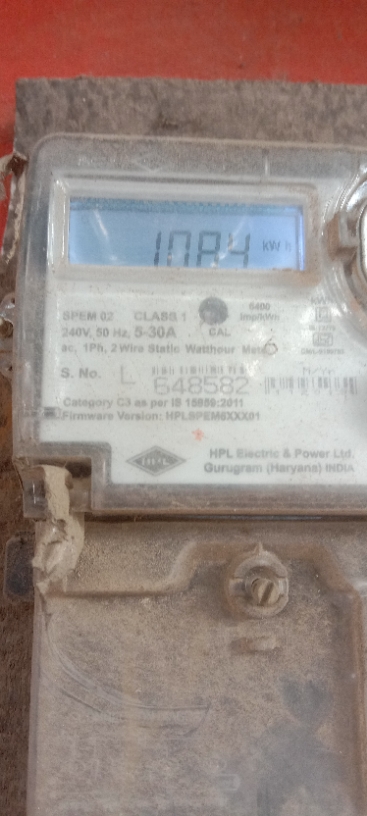 kWh
SPEM 02 CLASS 1 6400
imp/kWh
240V, 50 Hz, 5-30A CAL
ac, 1Ph, 2 Wire Static Watthour Meter
S. No. L 648582
Category C3 as per IS 15959:2011
Firmware Version: HPLSPEM6XXX01
HPL
HPL Electric & Power Ltd.
Gurugram (Haryana) INDIA